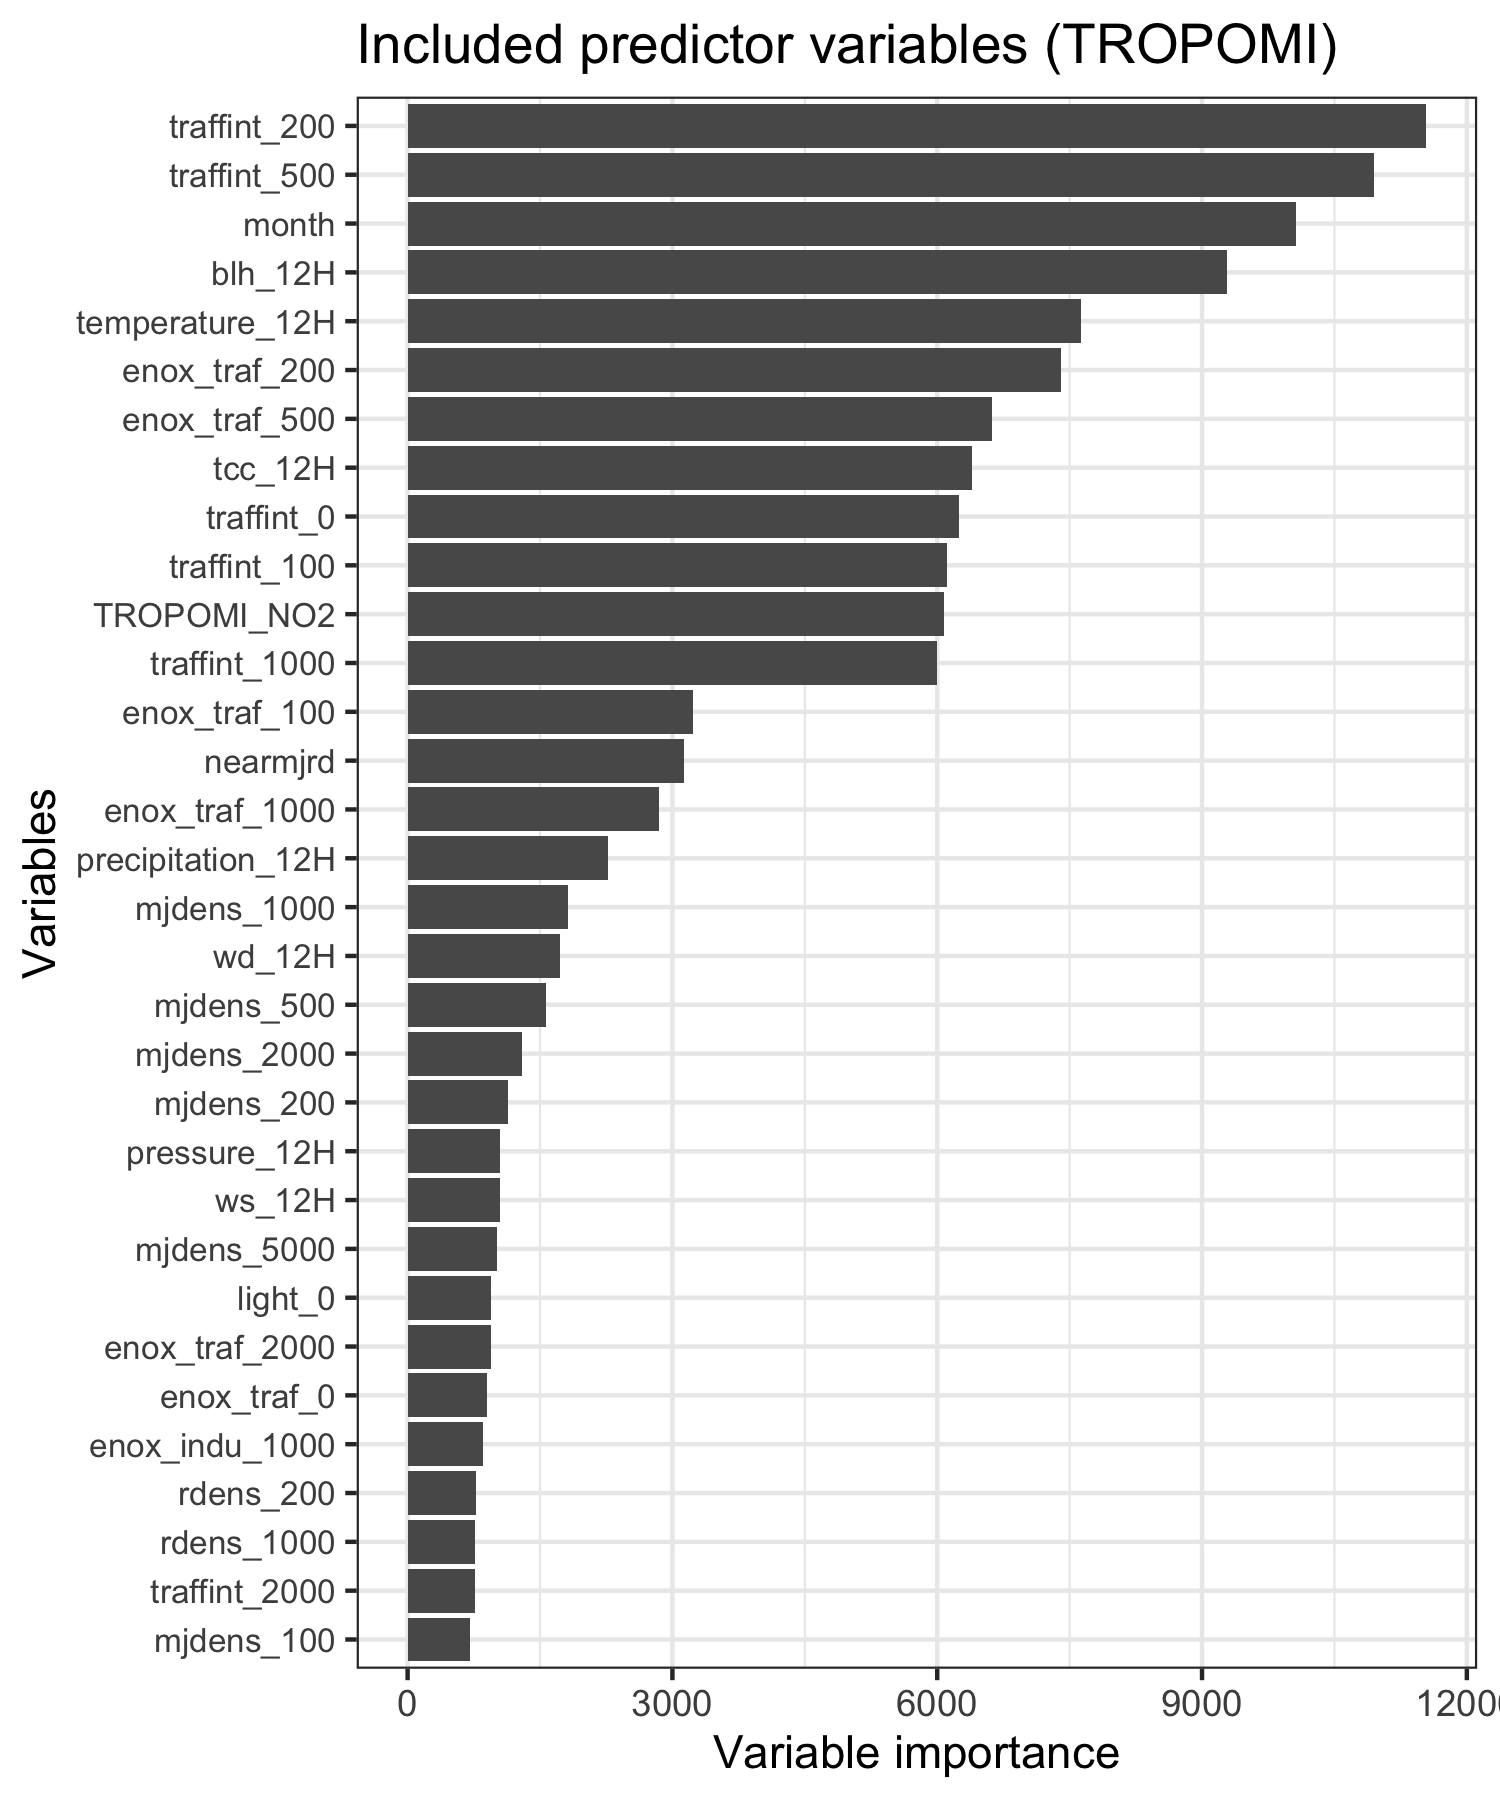 Included predictor variables (TROPOMI)
traffint_200
traffint_500
month
blh_12H
temperature_12H
enox_traf_200
enox_traf_500
tcc_12H
traffint_0
traffint_100
TROPOMI_NO2
traffint_1000
enox_traf_100
nearmjrd
enox_traf_1000
precipitation_12H
mjdens_1000
wd_12H
mjdens_500
mjdens_2000
mjdens_200
pressure_12H
ws_12H
mjdens_5000
light_0
enox_traf_2000
enox_traf_0
enox_indu_1000
rdens_200
rdens_1000
traffint_2000
mjdens_100
Variables
0 3000 6000 9000 12000
Variable importance